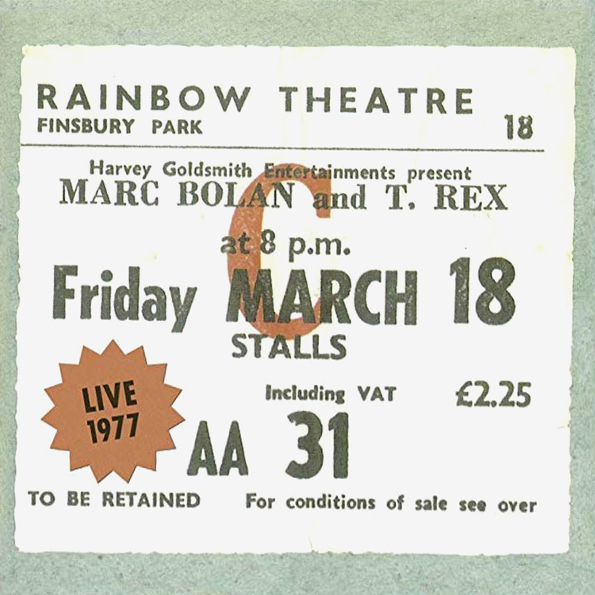 RAINBOW THEATRE
FINSBURY PARK
18
Harvey Goldsmith Entertainments present
MARC BOLAN and T. REX
C
at 8 p.m.
Friday MARCH 18
STALLS
Including VAT £2.25
LIVE
1977
AA 31
TO BE RETAINED For conditions of sale see over